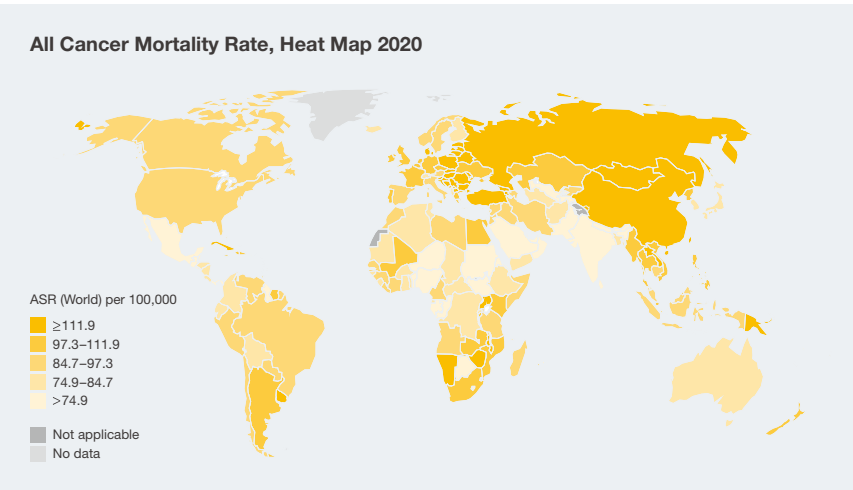 All Cancer Mortality Rate, Heat Map 2020
ASR (World) per 100,000
≥111.9
97.3–111.9
84.7–97.3
74.9–84.7
>74.9
Not applicable
No data